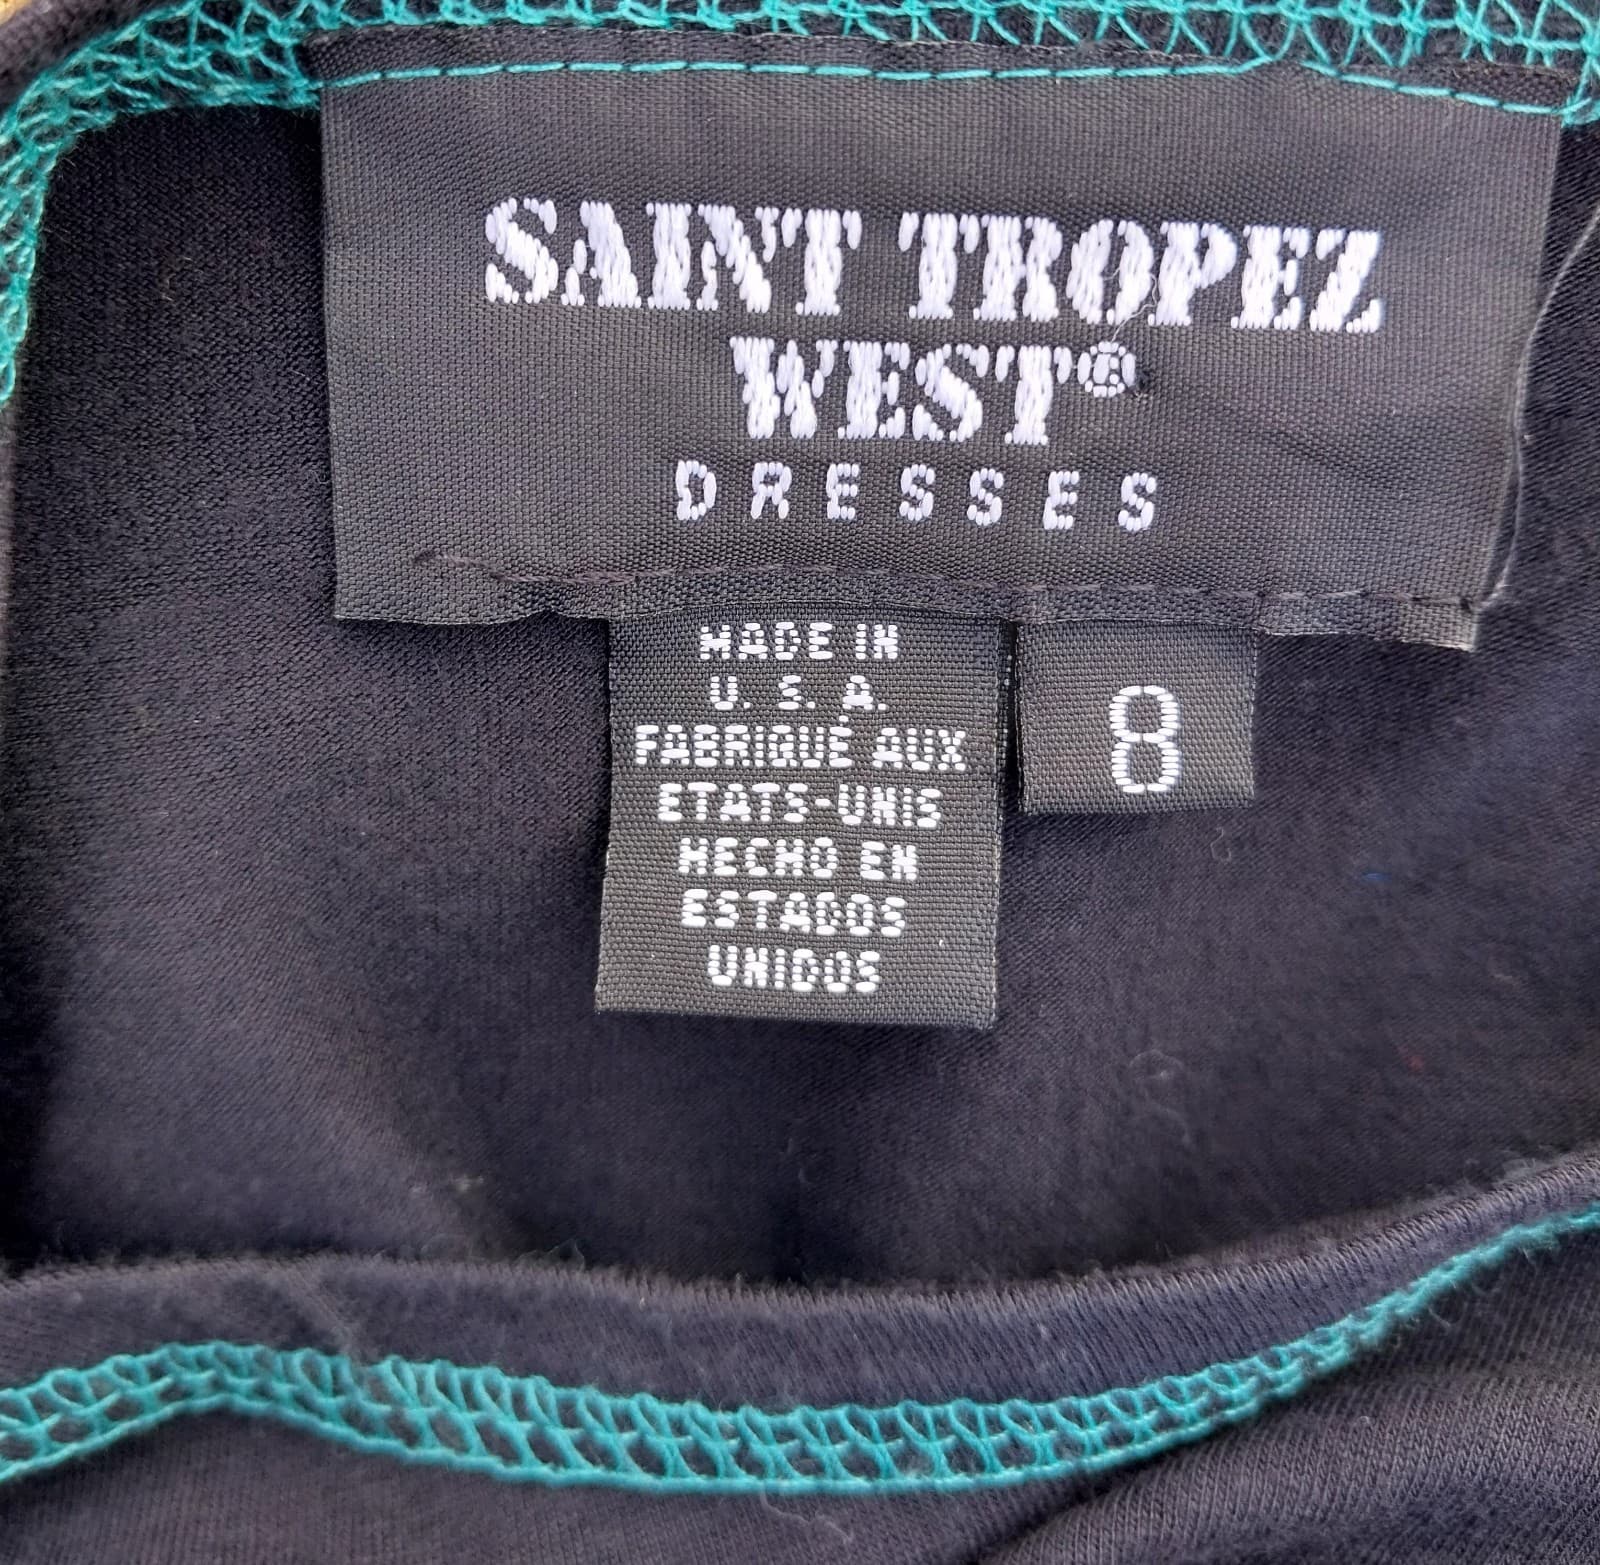 SAINT TROPEZ
WEST®
DRESSES
MADE IN
U. S. A.
FABRIQUÉ AUX
ETATS-UNIS
HECHO EN
ESTADOS
UNIDOS
8